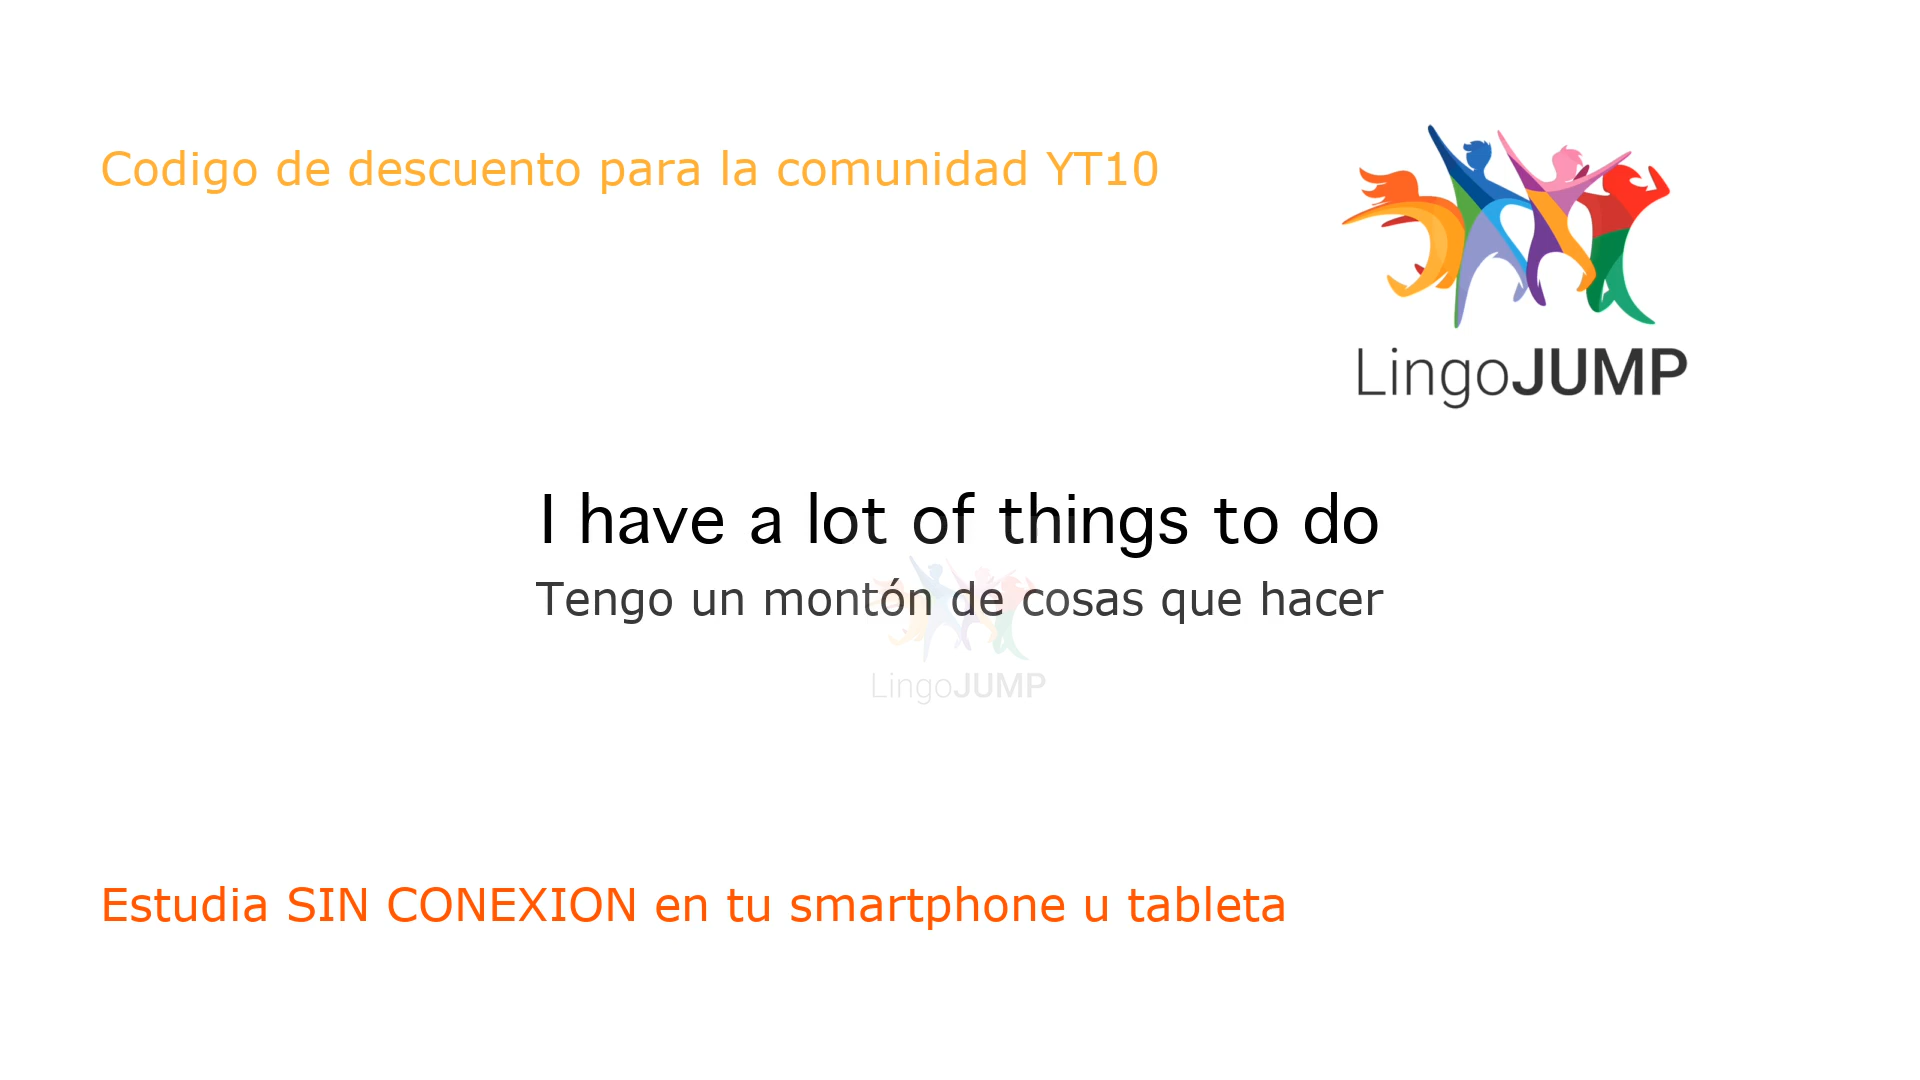 Codigo de descuento para la comunidad YT10
LingoJUMP
I have a lot of things to do
Tengo un montón de cosas que hacer
LingoJUMP
Estudia SIN CONEXION en tu smartphone u tableta